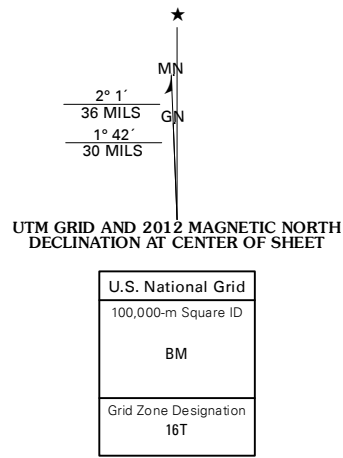 ★
MN
2° 1´
36 MILS
GN
1° 42´
30 MILS
UTM GRID AND 2012 MAGNETIC NORTH
DECLINATION AT CENTER OF SHEET
U.S. National Grid
100,000-m Square ID
BM
Grid Zone Designation
16T